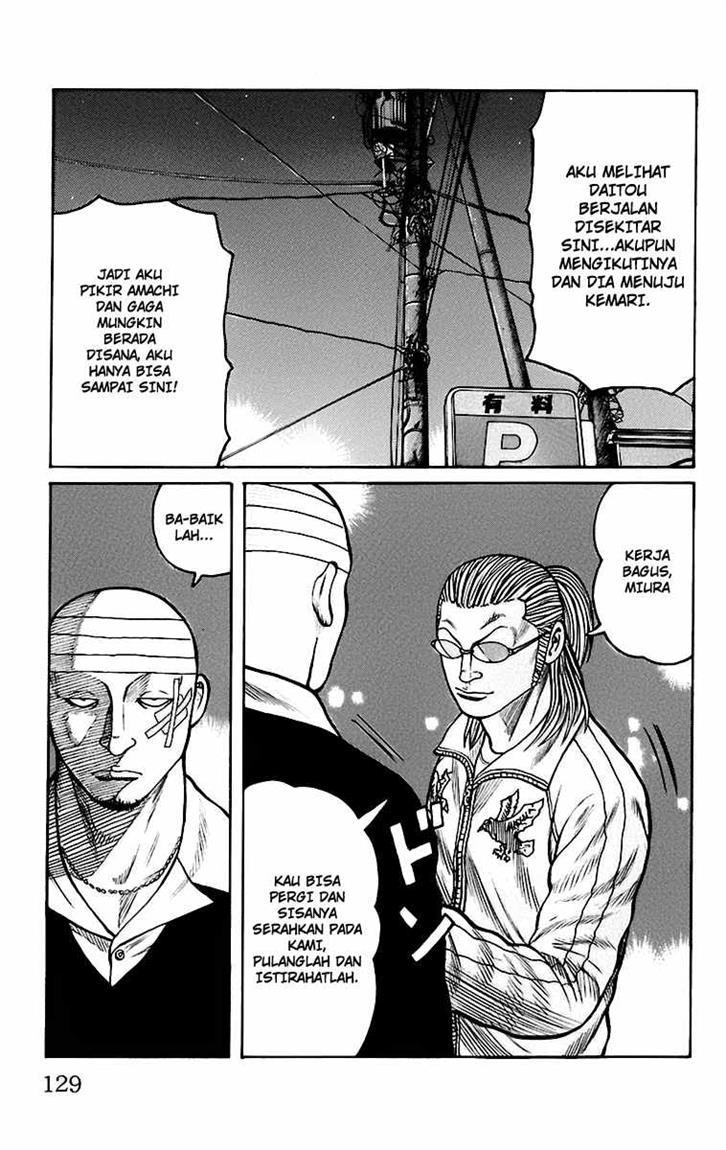 AKU MELIHAT
DAITOU
BERJALAN
DISEKITAR
SINI...AKUPUN
MENGIKUTINYA
DAN DIA MENUJU
KEMARI.
JADI AKU
PIKIR AMACHI
DAN GAGA
MUNGKIN
BERADA
DISANA, AKU
HANYA BISA
SAMPAI SINI!
有料
P
KERJA
BAGUS,
MIURA
KAU BISA
PERGI DAN
SISANYA
SERAHKAN PADA
KAMI,
PULANGLAH DAN
ISTIRAHATLAH.
ドン
BA-BAIK
LAH...
129